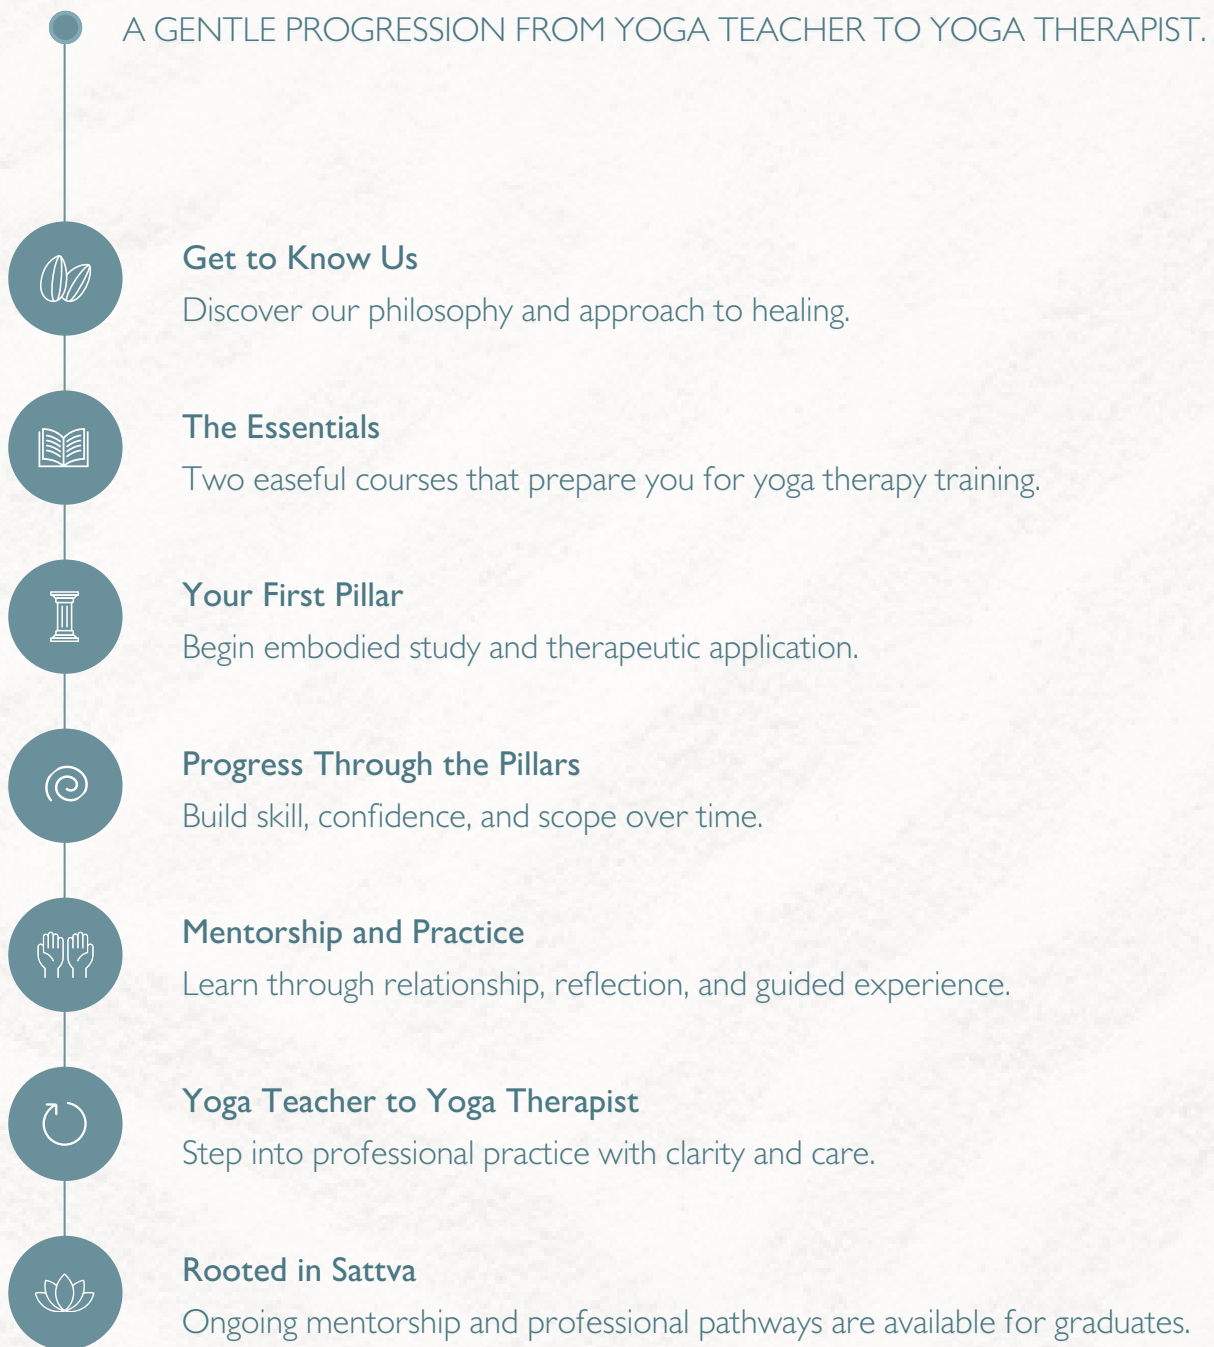 A GENTLE PROGRESSION FROM YOGA TEACHER TO YOGA THERAPIST.
Get to Know Us
Discover our philosophy and approach to healing.
The Essentials
Two easeful courses that prepare you for yoga therapy training.
Your First Pillar
Begin embodied study and therapeutic application.
Progress Through the Pillars
Build skill, confidence, and scope over time.
Mentorship and Practice
Learn through relationship, reflection, and guided experience.
Yoga Teacher to Yoga Therapist
Step into professional practice with clarity and care.
Rooted in Sattva
Ongoing mentorship and professional pathways are available for graduates.